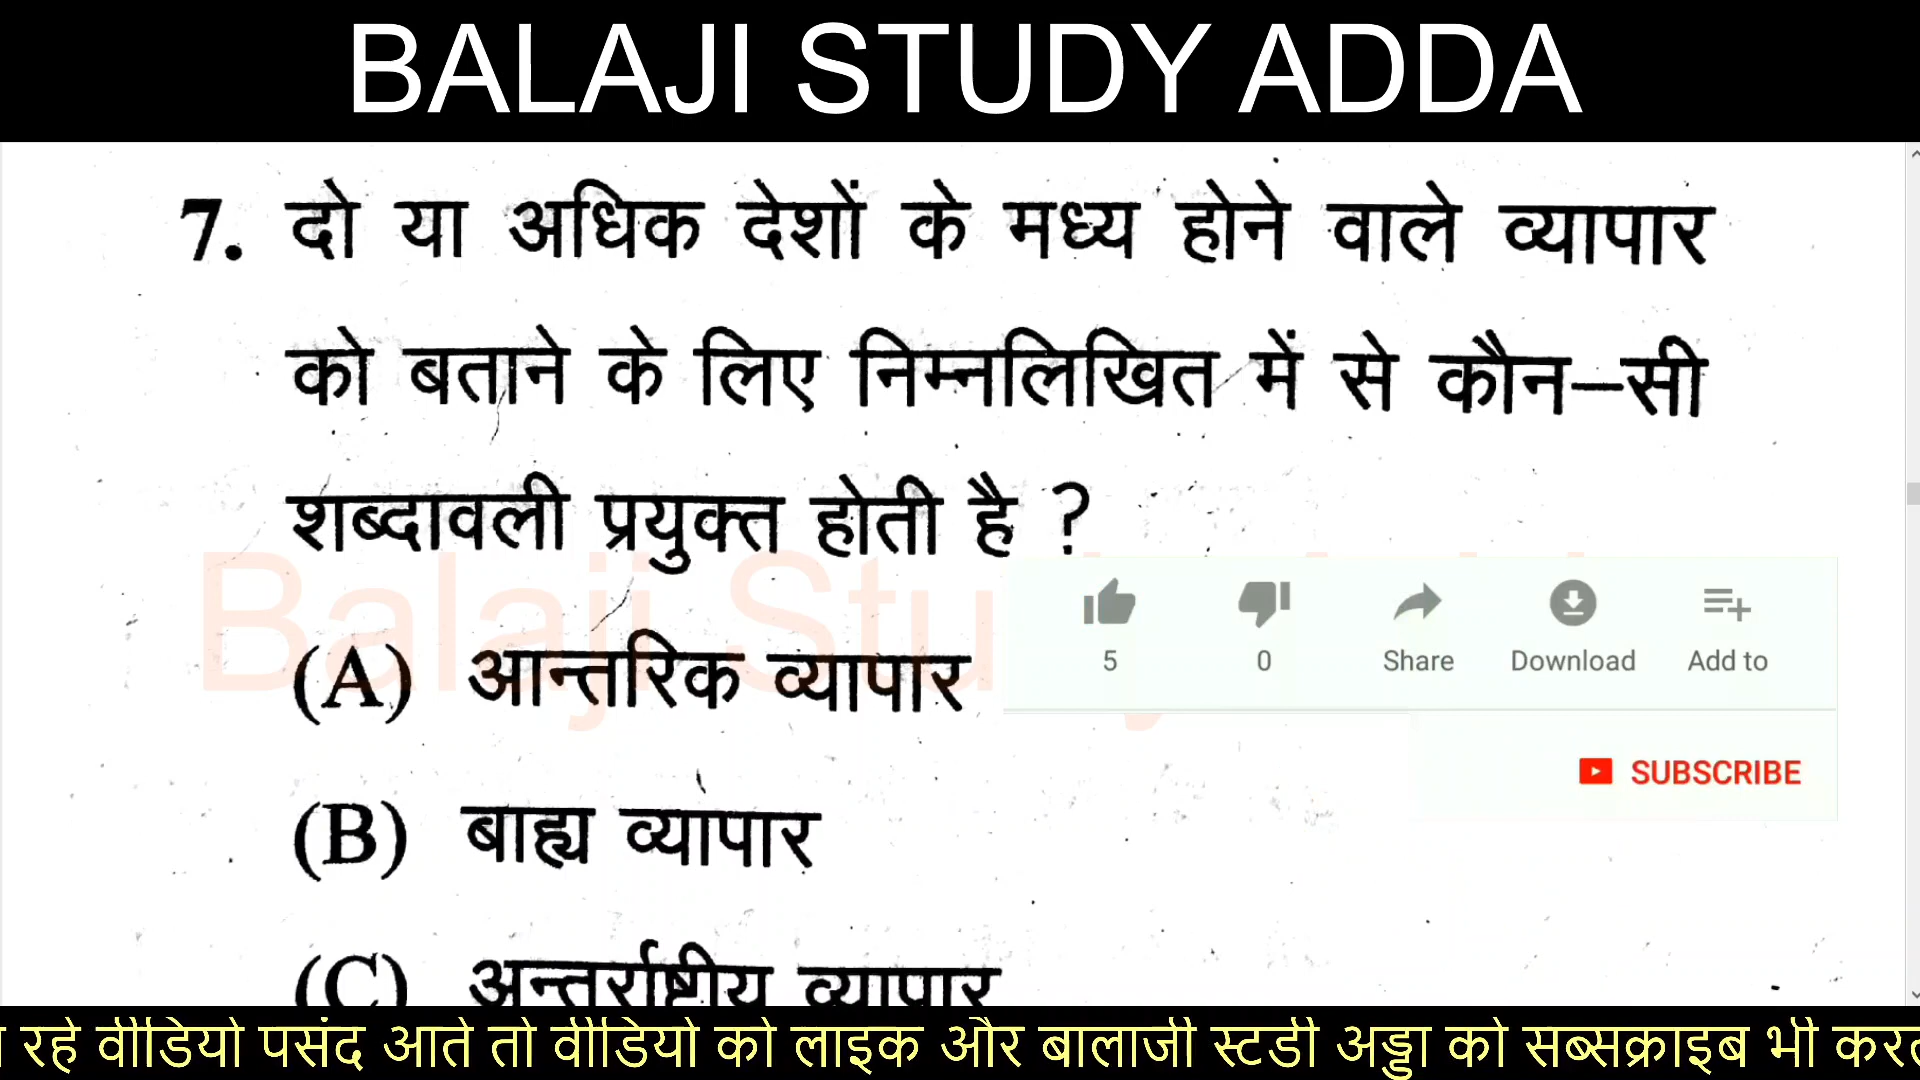 BALAJI STUDY ADDA
7. दो या अधिक देशों के मध्य होने वाले व्यापार
को बताने के लिए निम्नलिखित में से कौन–सी
शब्दावली प्रयुक्त होती है ?
(A) आन्तरिक व्यापार
5 0 Share Download Add to
SUBSCRIBE
(B) बाह्य व्यापार
(C) अन्तर्राष्ट्रीय व्यापार
रहे वीडियो पसंद आते तो वीडियो को लाइक और बालाजी स्टडी अड्डा को सब्सक्राइब भी